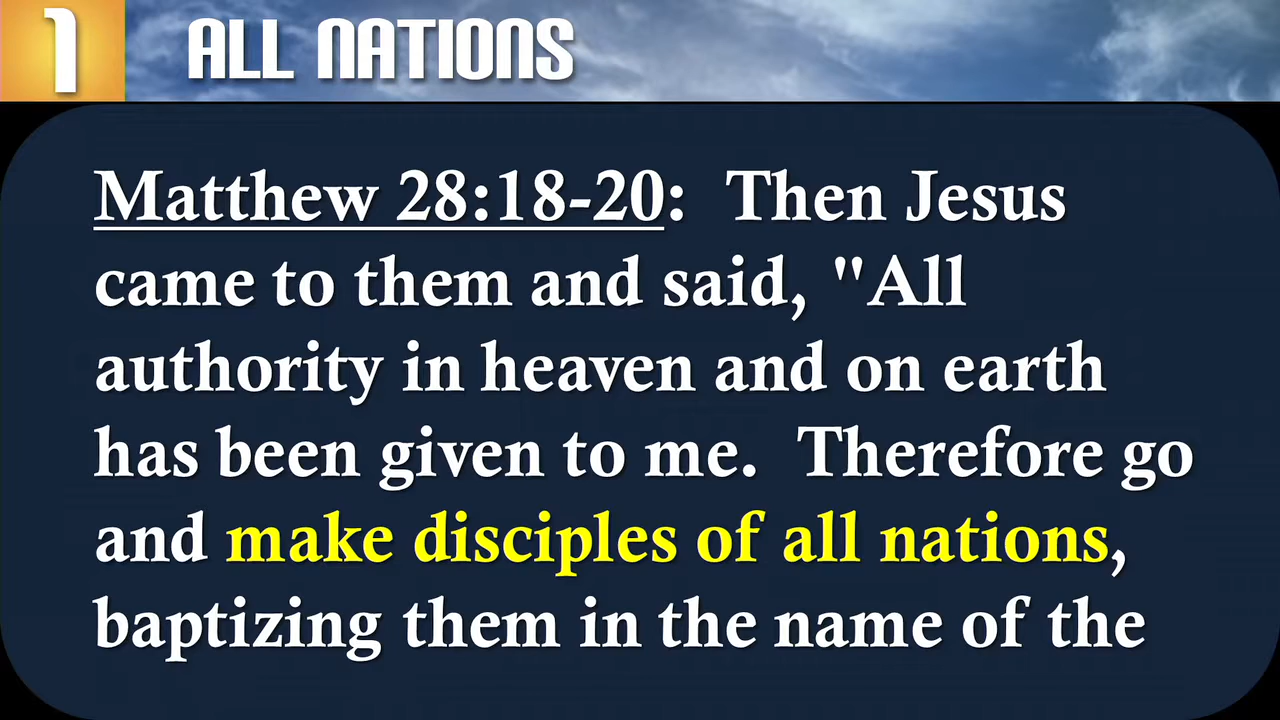 1 ALL NATIONS
Matthew 28:18-20: Then Jesus
came to them and said, "All
authority in heaven and on earth
has been given to me. Therefore go
and make disciples of all nations,
baptizing them in the name of the